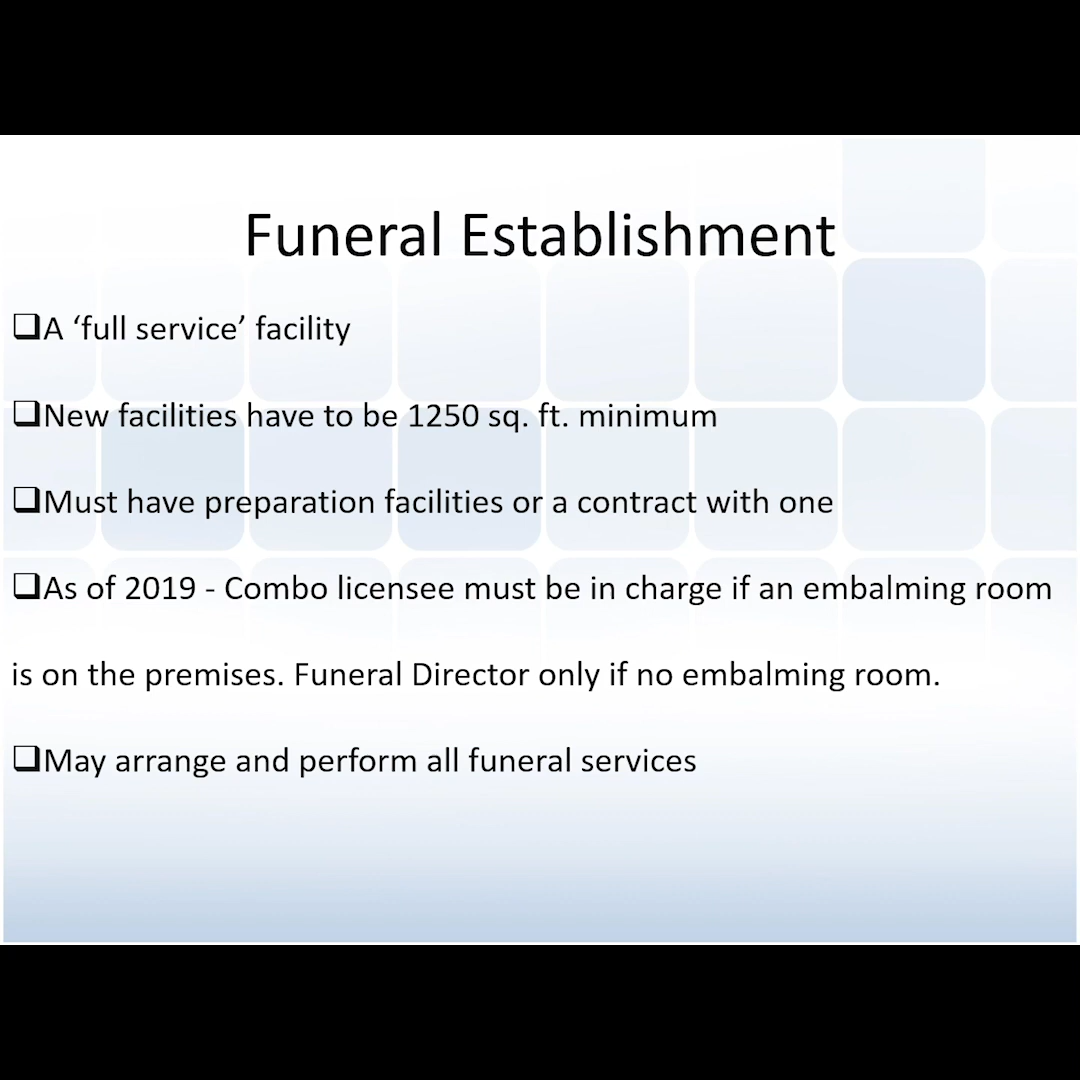 Funeral Establishment
❑A ‘full service’ facility
❑New facilities have to be 1250 sq. ft. minimum
❑Must have preparation facilities or a contract with one
❑As of 2019 - Combo licensee must be in charge if an embalming room
is on the premises. Funeral Director only if no embalming room.
❑May arrange and perform all funeral services